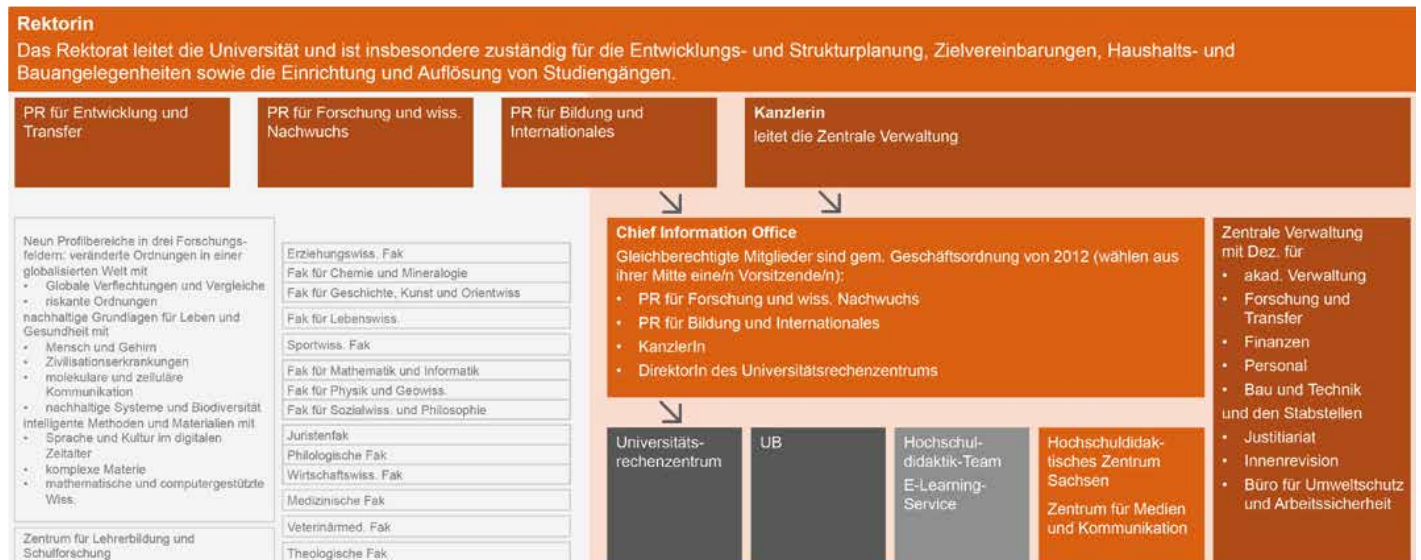 Rektorin
Das Rektorat leitet die Universität und ist insbesondere zuständig für die Entwicklungs- und Strukturplanung, Zielvereinbarungen, Haushalts- und
Bauangelegenheiten sowie die Einrichtung und Auflösung von Studiengängen.
PR für Entwicklung und
Transfer
PR für Forschung und wiss.
Nachwuchs
PR für Bildung und
Internationales
Kanzlerin
leitet die Zentrale Verwaltung
Neun Profilbereiche in drei Forschungs-
feldern: veränderte Ordnungen in einer
globalisierten Welt mit
• Globale Verflechtungen und Vergleiche
• riskante Ordnungen
nachhaltige Grundlagen für Leben und
Gesundheit mit
• Mensch und Gehirn
• Zivilisationserkrankungen
• molekulare und zelluläre
Kommunikation
• nachhaltige Systeme und Biodiversität
intelligente Methoden und Materialien mit
• Sprache und Kultur im digitalen
Zeitalter
• komplexe Materie
• mathematische und computergestützte
Wiss.
Zentrum für Lehrerbildung und
Schulforschung
Erziehungswiss. Fak
Fak für Chemie und Mineralogie
Fak für Geschichte, Kunst und Orientwiss
Fak für Lebenswiss.
Sportwiss. Fak
Fak für Mathematik und Informatik
Fak für Physik und Geowiss.
Fak für Sozialwiss. und Philosophie
Juristenfak
Philologische Fak
Wirtschaftswiss. Fak
Medizinische Fak
Veterinärmed. Fak
Theologische Fak
Chief Information Office
Gleichberechtigte Mitglieder sind gem. Geschäftsordnung von 2012 (wählen aus
ihrer Mitte eine/n Vorsitzende/n):
• PR für Forschung und wiss. Nachwuchs
• PR für Bildung und Internationales
• KanzlerIn
• DirektorIn des Universitätsrechenzentrums
Universitäts-
rechenzentrum
UB
Hochschul-
didaktik-Team
E-Learning-
Service
Hochschuldidak-
tisches Zentrum
Sachsen
Zentrum für Medien
und Kommunikation
Zentrale Verwaltung
mit Dez. für
• akad. Verwaltung
• Forschung und
Transfer
• Finanzen
• Personal
• Bau und Technik
und den Stabstellen
• Justitiariat
• Innenrevision
• Büro für Umweltschutz
und Arbeitssicherheit